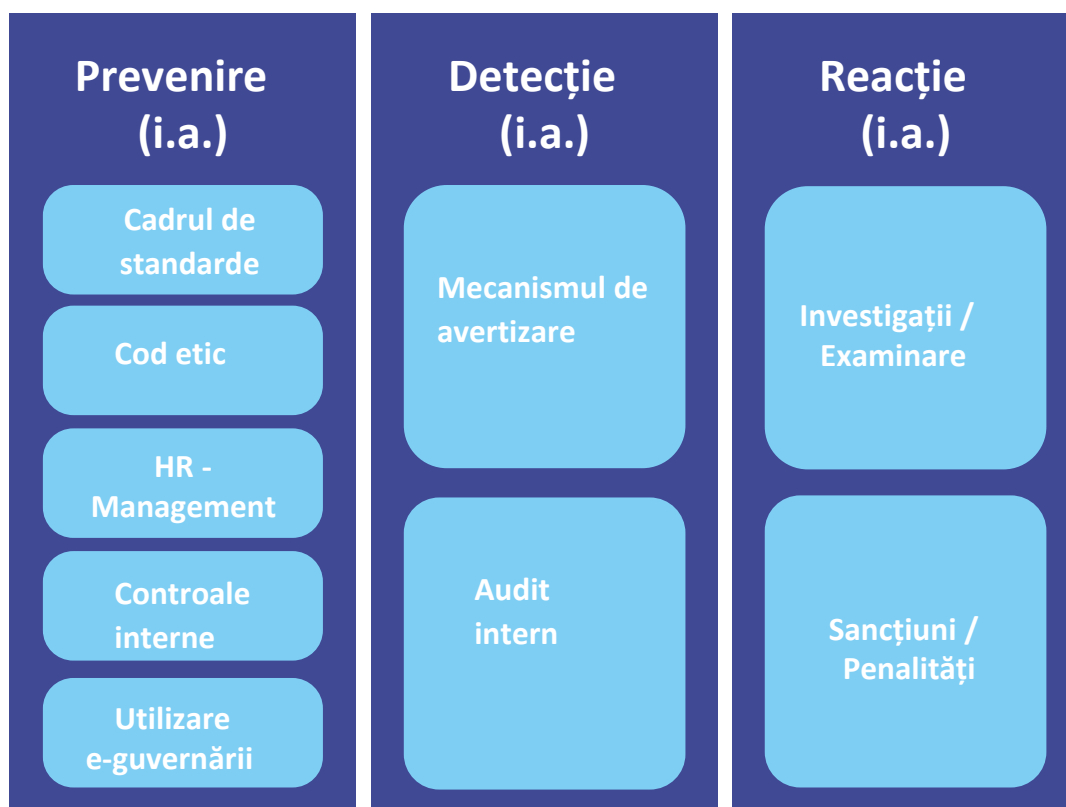 Prevenire
(i.a.)
Cadrul de
standarde
Cod etic
HR -
Management
Controale
interne
Utilizare
e-guvernării
Detecție
(i.a.)
Mecanismul de
avertizare
Audit
intern
Reacție
(i.a.)
Investigații /
Examinare
Sancțiuni /
Penalități